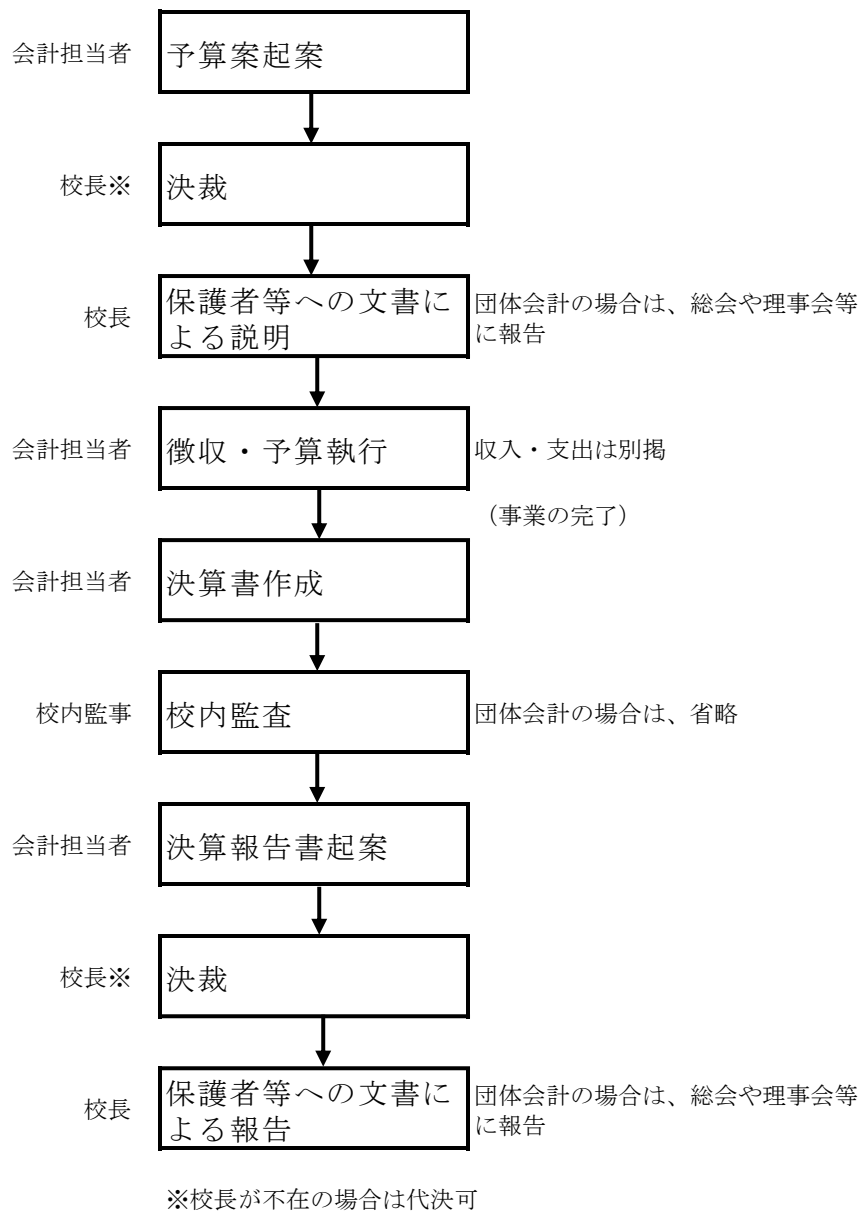 会計担当者 予算案起案
校長※ 決裁
保護者等への文書に 団体会計の場合は、総会や理事会等
校長 よる説明 に報告
会計担当者 徴収・予算執行 収入・支出は別掲
（事業の完了）
会計担当者 決算書作成
校内監事 校内監査 団体会計の場合は、省略
会計担当者 決算報告書起案
校長※ 決裁
保護者等への文書に 団体会計の場合は、総会や理事会等
校長 よる報告 に報告
※校長が不在の場合は代決可